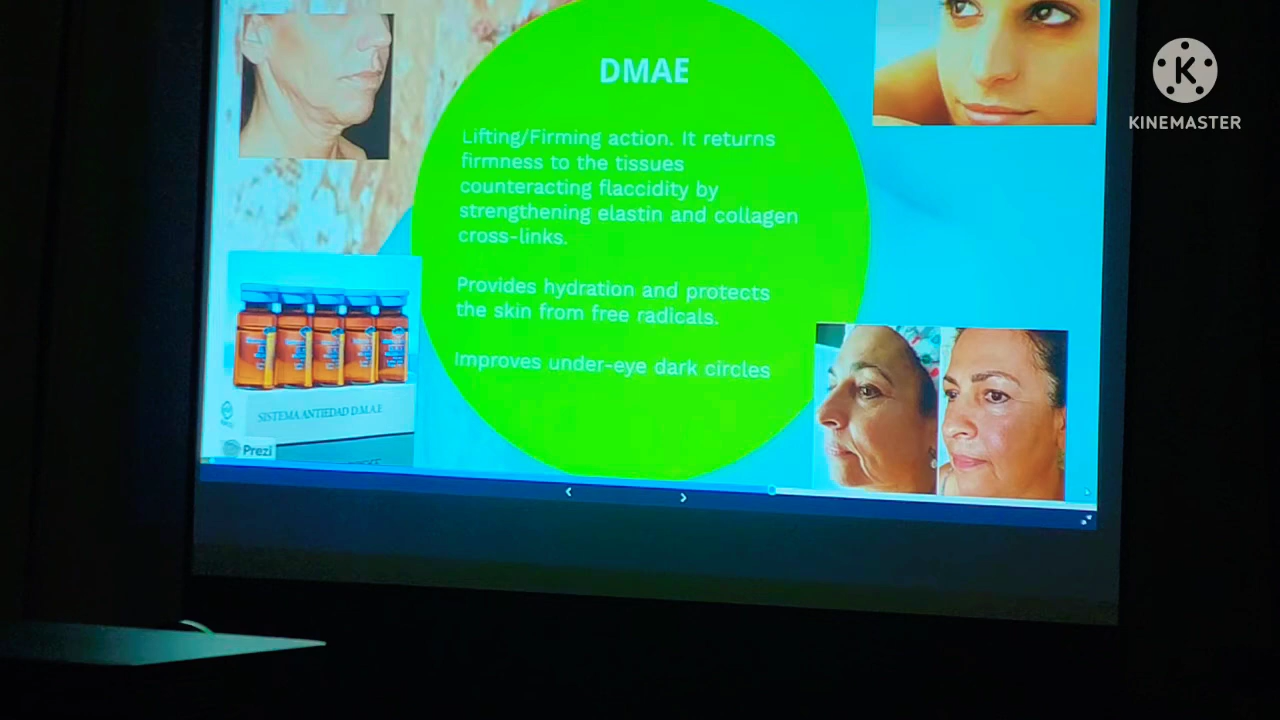 DMAE
Lifting/Firming action. It returns
firmness to the tissues
counteracting flaccidity by
strengthening elastin and collagen
cross-links.
Provides hydration and protects
the skin from free radicals.
Improves under-eye dark circles
SISTEMA ANTIEDAD D.M.A.E
Prezi
K
KINEMASTER